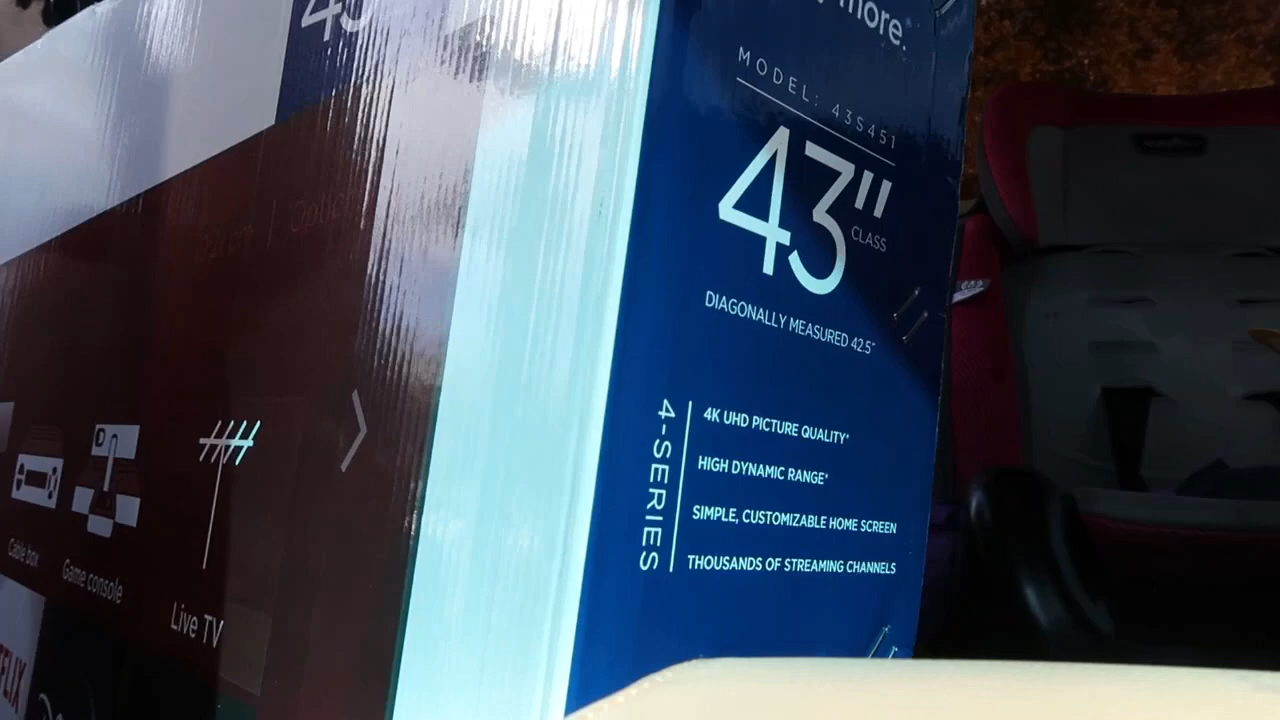 43
more.
MODEL: 43S451
43"
CLASS
DIAGONALLY MEASURED 42.5"
4-SERIES
4K UHD PICTURE QUALITY*
HIGH DYNAMIC RANGE*
SIMPLE, CUSTOMIZABLE HOME SCREEN
THOUSANDS OF STREAMING CHANNELS
Cable box
Game console
Live TV